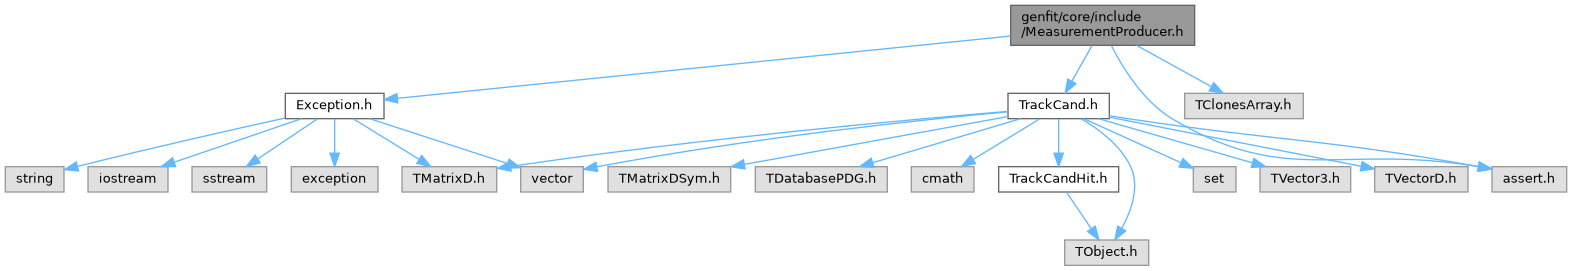 genfit/core/include
/MeasurementProducer.h
Exception.h
TrackCand.h
TClonesArray.h
string
iostream
sstream
exception
TMatrixD.h
vector
TMatrixDSym.h
TDatabasePDG.h
cmath
TrackCandHit.h
set
TVector3.h
TVectorD.h
assert.h
TObject.h